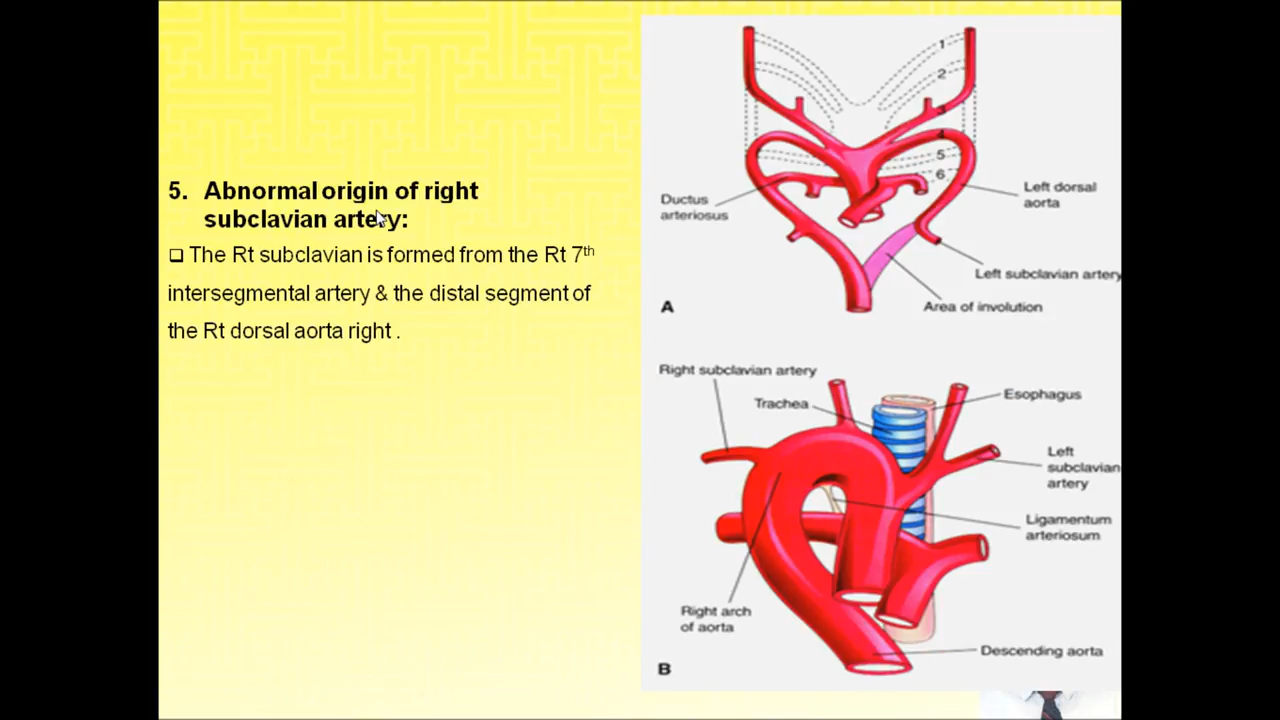 5. Abnormal origin of right
subclavian artery:
❑ The Rt subclavian is formed from the Rt 7th
intersegmental artery & the distal segment of
the Rt dorsal aorta right .
1
2
3
4
5
6
Ductus
arteriosus
Left dorsal
aorta
Left subclavian artery
Area of involution
A
Right subclavian artery
Trachea
Esophagus
Left
subclavian
artery
Ligamentum
arteriosum
Right arch
of aorta
Descending aorta
B